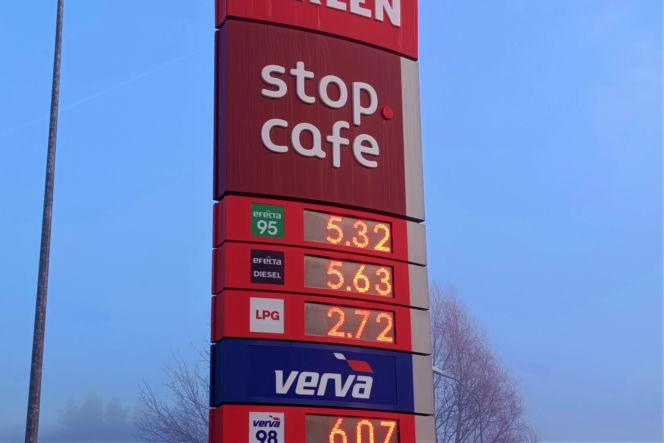 stop.
cafe
efecta
95
5.32
efecta
DIESEL
5.63
LPG
2.72
verva
verva
98
6.07